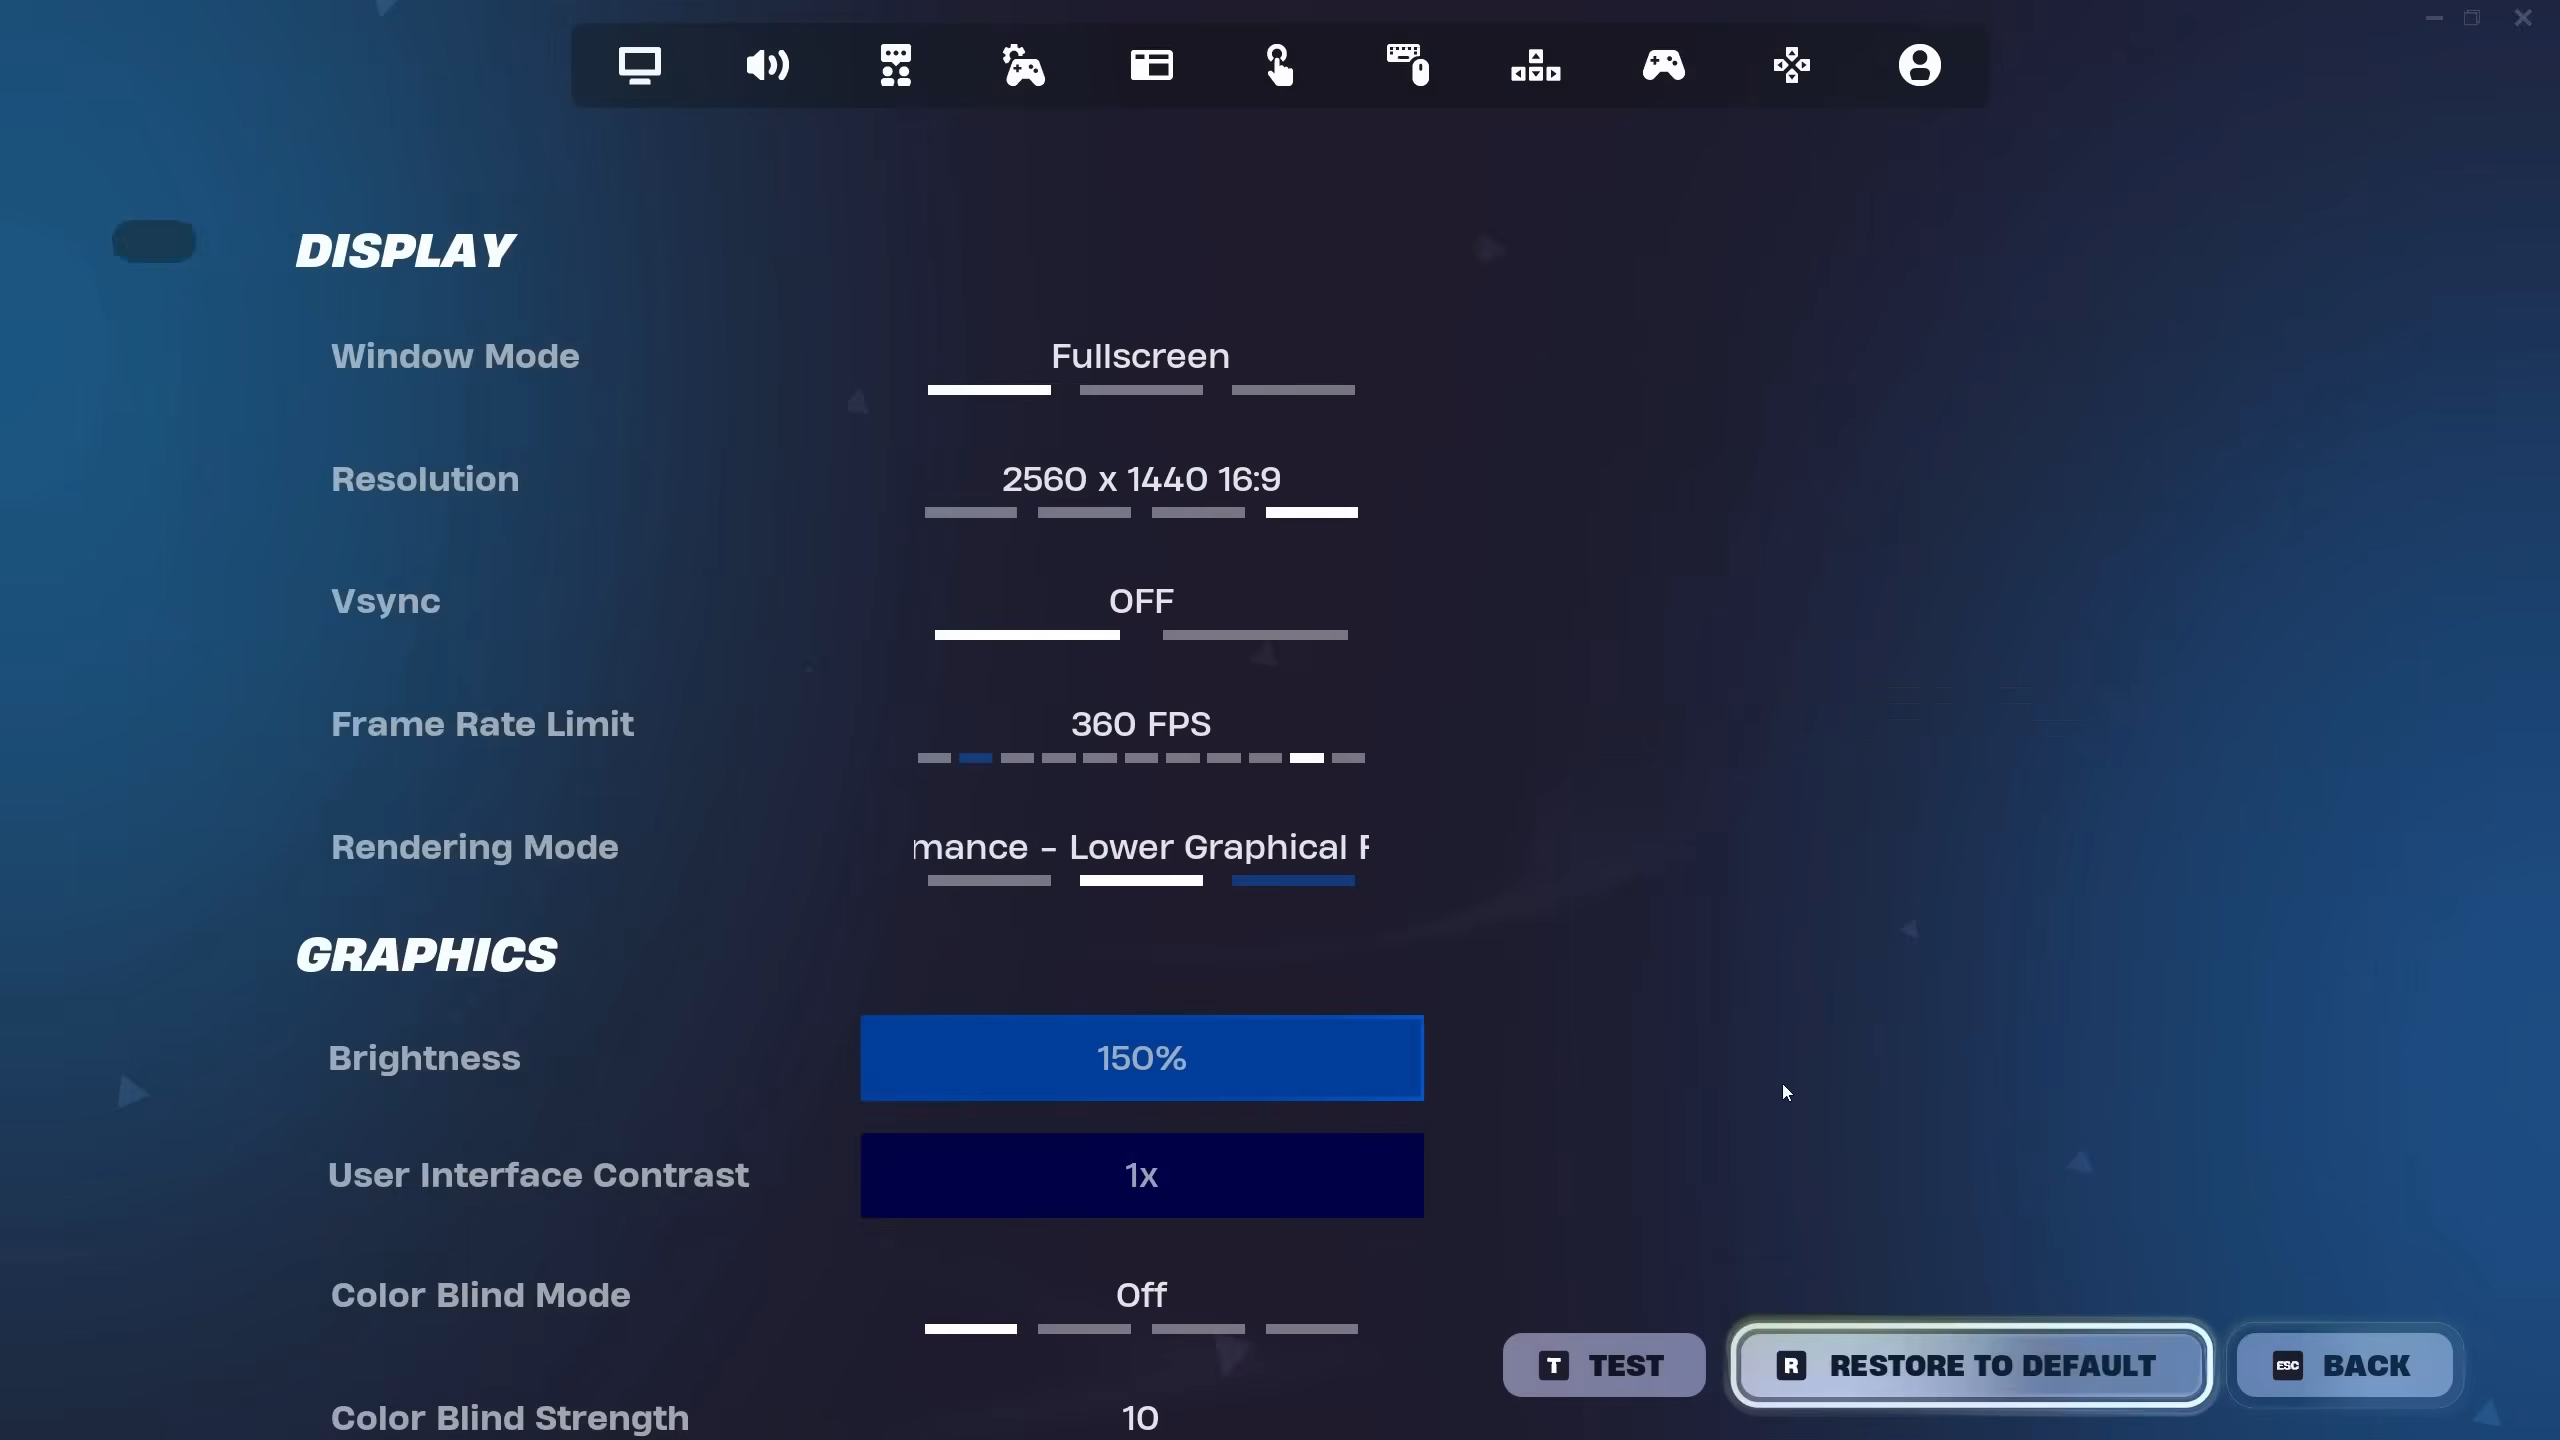 DISPLAY
Window Mode
Fullscreen
Resolution
2560 x 1440 16:9
Vsync
OFF
Frame Rate Limit
360 FPS
Rendering Mode
mance - Lower Graphical F
GRAPHICS
Brightness
150%
User Interface Contrast
1x
Color Blind Mode
Off
Color Blind Strength
10
T TEST
R RESTORE TO DEFAULT
ESC BACK